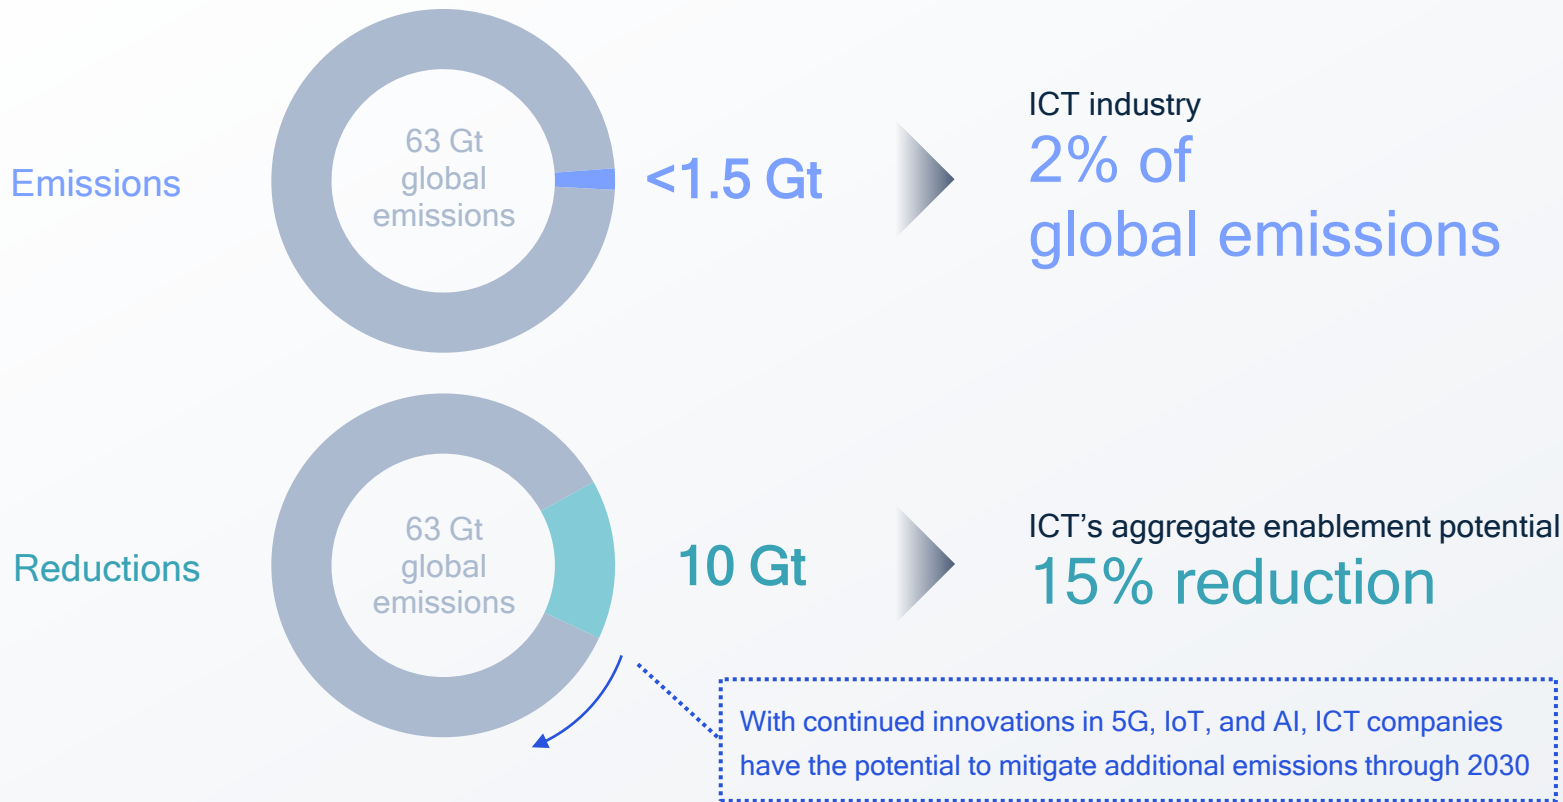 Emissions
63 Gt
global
emissions
<1.5 Gt
ICT industry
2% of
global emissions
Reductions
63 Gt
global
emissions
10 Gt
ICT’s aggregate enablement potential
15% reduction
With continued innovations in 5G, IoT, and AI, ICT companies
have the potential to mitigate additional emissions through 2030